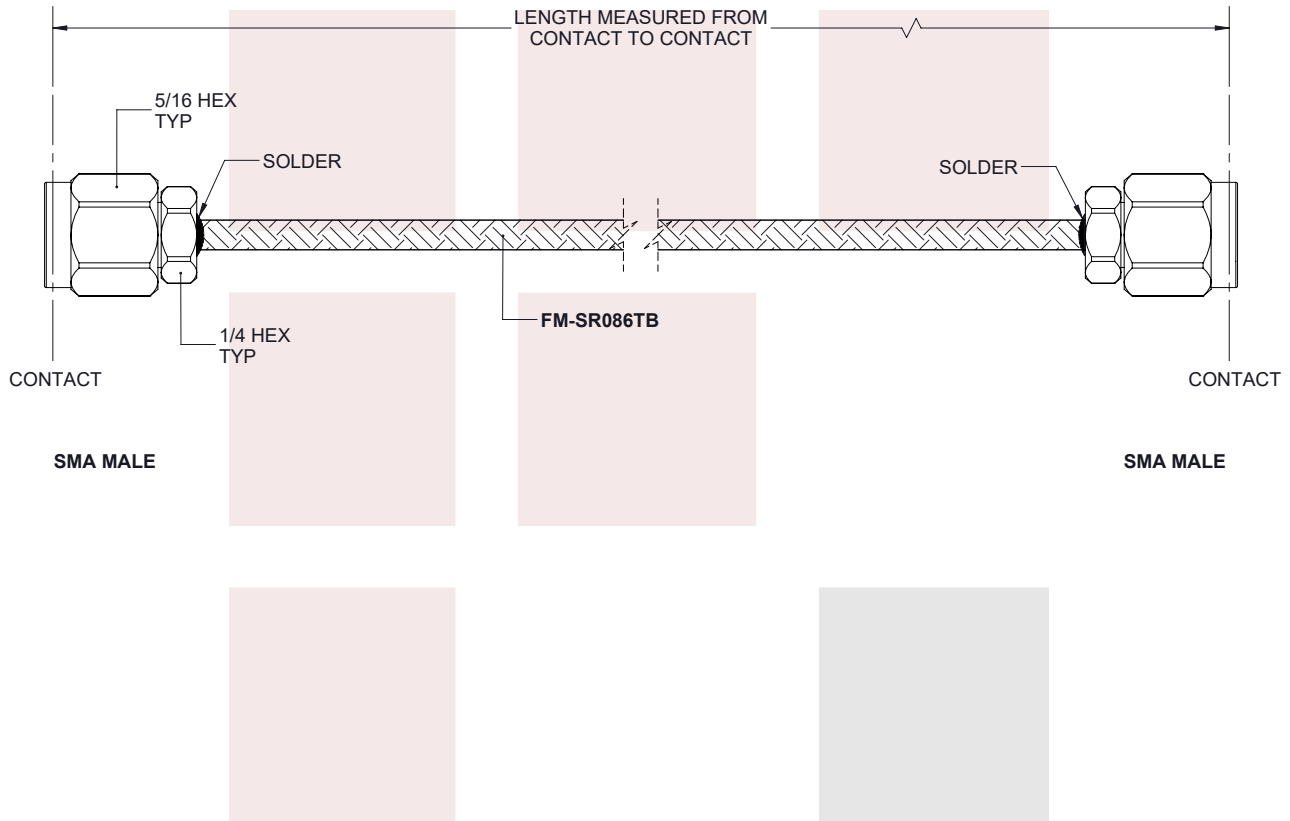 LENGTH MEASURED FROM
CONTACT TO CONTACT
5/16 HEX
TYP
SOLDER
SOLDER
FM-SR086TB
1/4 HEX
TYP
CONTACT
CONTACT
SMA MALE
SMA MALE